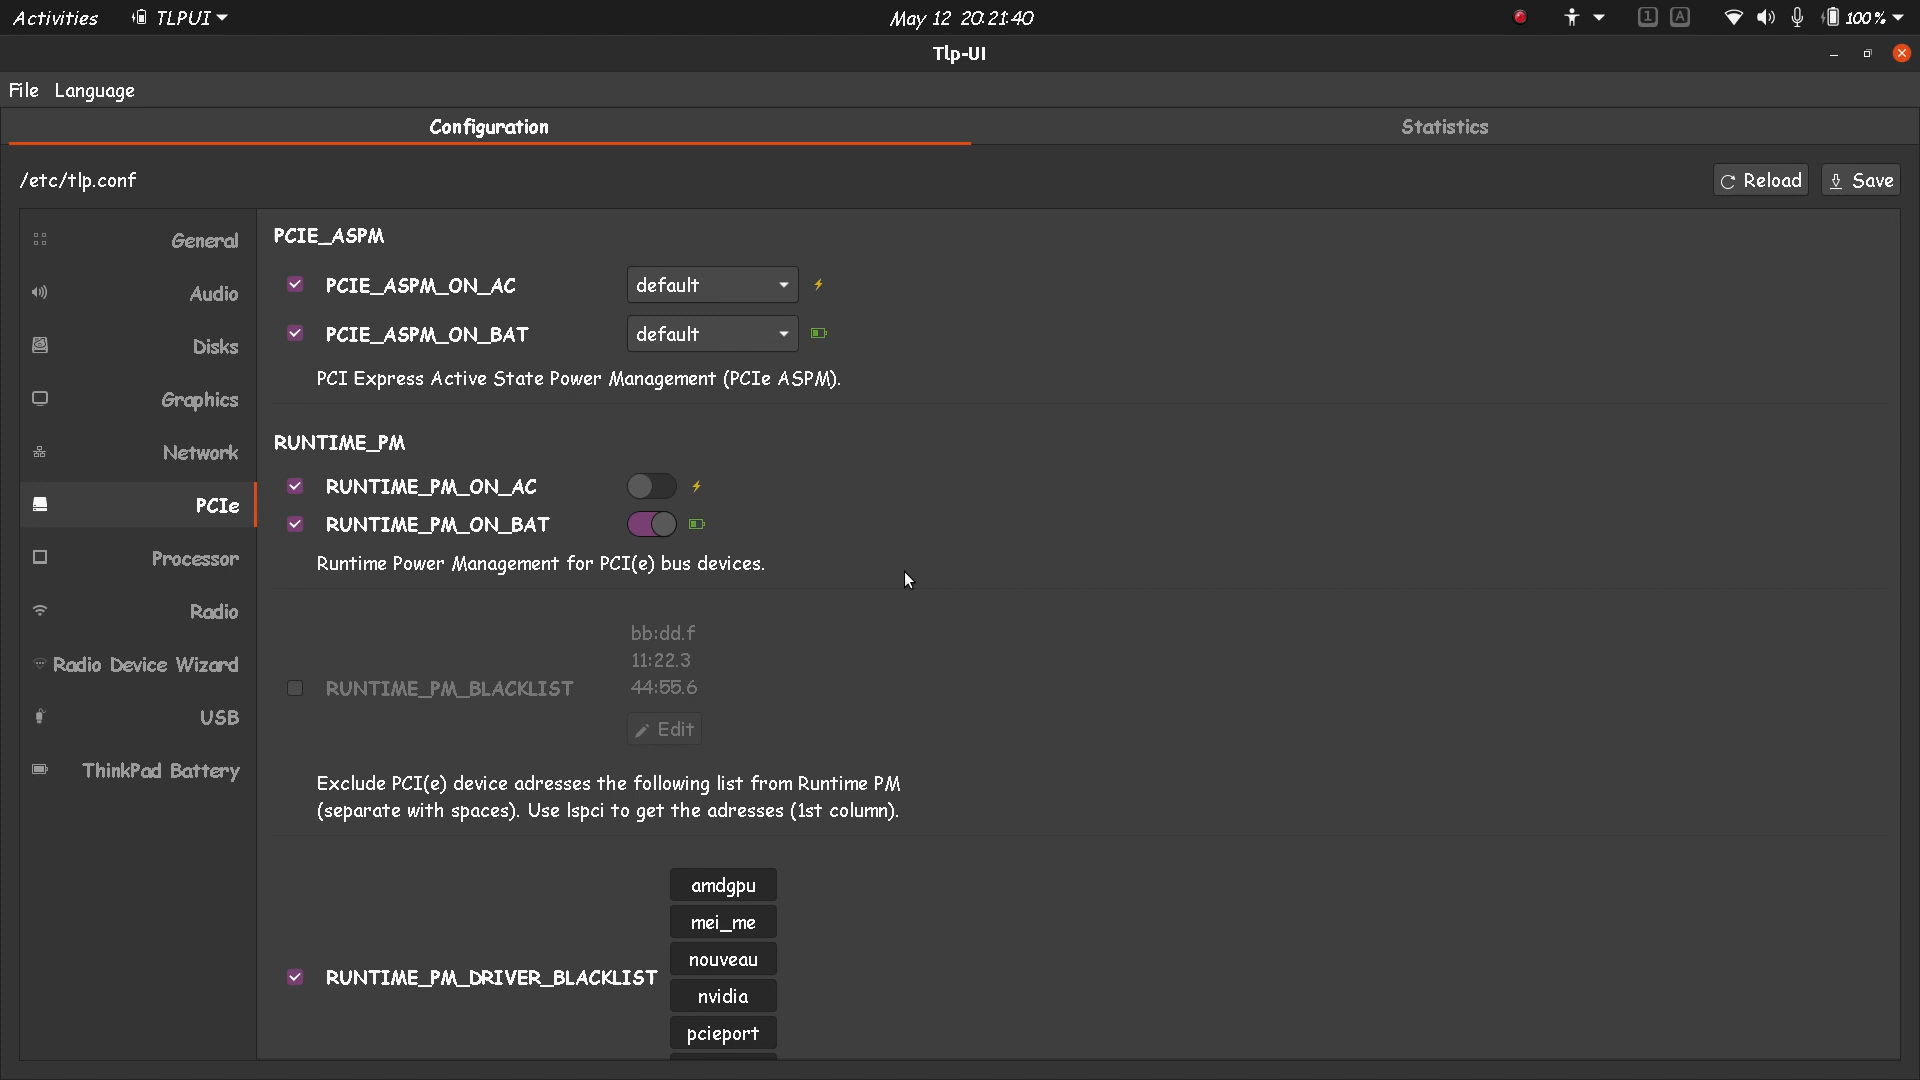 Activities TLPUI May 12 20:21:40 1 A 100%
Tlp-UI
File Language
Configuration Statistics
/etc/tlp.conf Reload Save
General
Audio
Disks
Graphics
Network
PCIe
Processor
Radio
Radio Device Wizard
USB
ThinkPad Battery
PCIE_ASPM
PCIE_ASPM_ON_AC default
PCIE_ASPM_ON_BAT default
PCI Express Active State Power Management (PCIe ASPM).
RUNTIME_PM
RUNTIME_PM_ON_AC
RUNTIME_PM_ON_BAT
Runtime Power Management for PCI(e) bus devices.
bb:dd.f
11:22.3
RUNTIME_PM_BLACKLIST 44:55.6
Edit
Exclude PCI(e) device adresses the following list from Runtime PM
(separate with spaces). Use lspci to get the adresses (1st column).
amdgpu
mei_me
nouveau
RUNTIME_PM_DRIVER_BLACKLIST
nvidia
pcieport